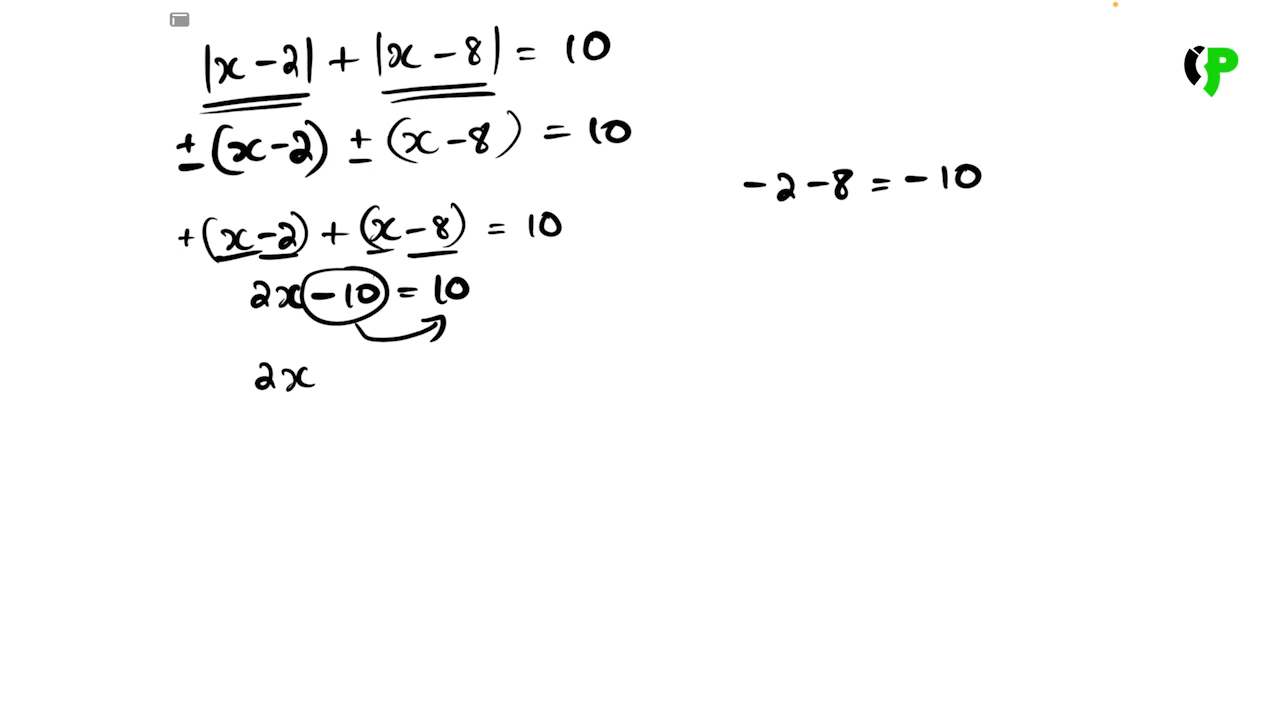 |x - 2| + |x - 8| = 10
± (x - 2) ± (x - 8) = 10
- 2 - 8 = - 10
+ (x - 2) + (x - 8) = 10
2x - 10 = 10
2x
P